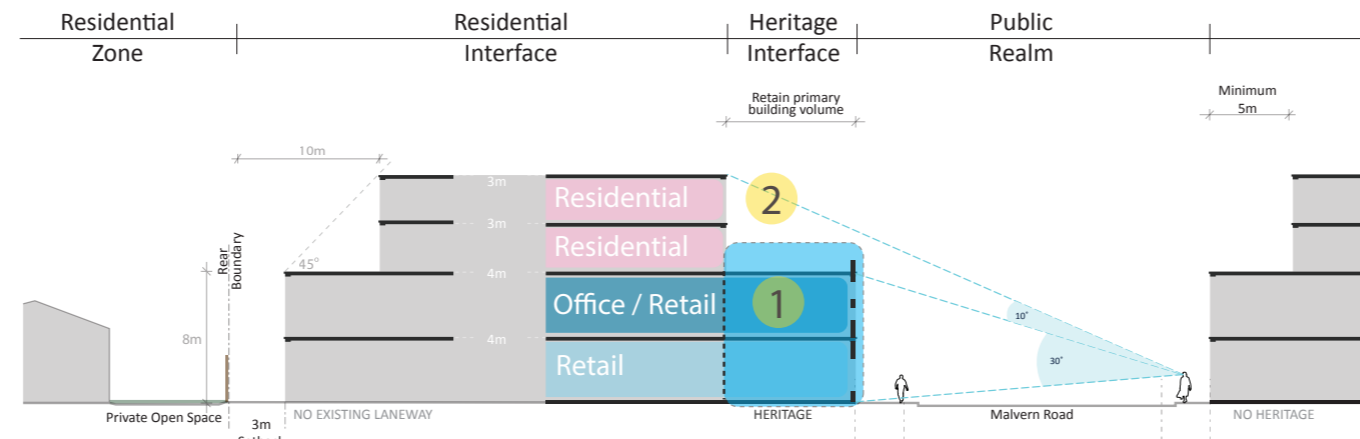 Residential
Zone
Residential
Interface
Heritage
Interface
Public
Realm
Retain primary
building volume
Minimum
5m
10m
3m
Residential
2
3m
Residential
45°
Rear
Boundary
4m
Office / Retail
1
10°
8m
4m
Retail
30°
Private Open Space
3m
NO EXISTING LANEWAY
HERITAGE
Malvern Road
NO HERITAGE